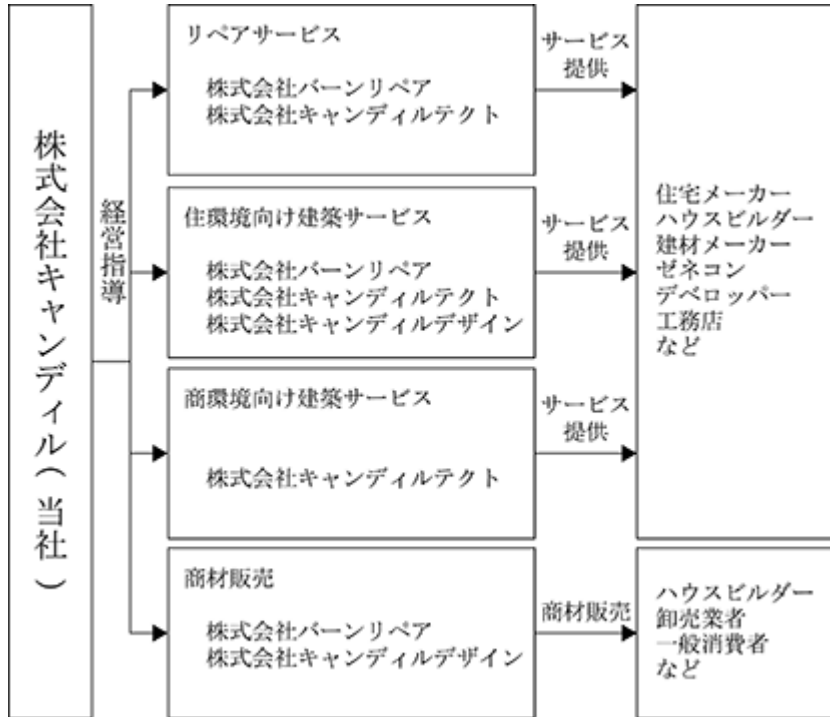 株式会社キャンディル(当社)
経営指導
リペアサービス
株式会社バーンリペア
株式会社キャンディルテクト
サービス
提供
住環境向け建築サービス
株式会社バーンリペア
株式会社キャンディルテクト
株式会社キャンディルデザイン
サービス
提供
商環境向け建築サービス
株式会社キャンディルテクト
サービス
提供
住宅メーカー
ハウスビルダー
建材メーカー
ゼネコン
デベロッパー
工務店
など
商材販売
株式会社バーンリペア
株式会社キャンディルデザイン
商材販売
ハウスビルダー
卸売業者
一般消費者
など